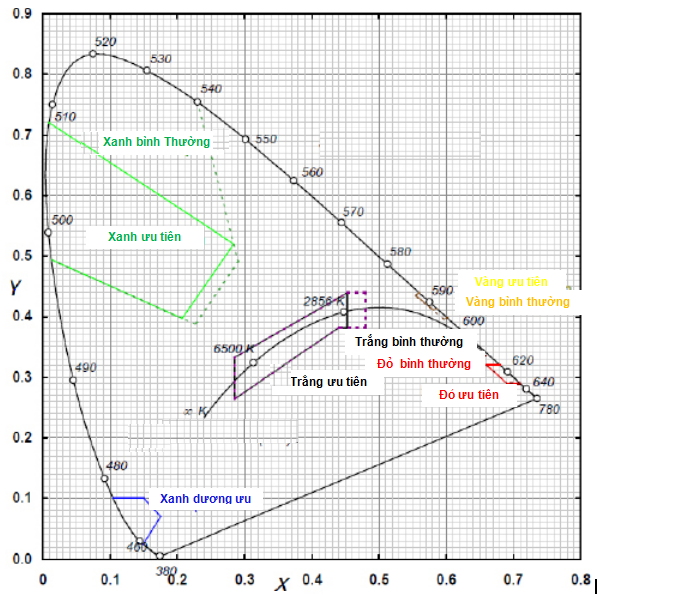 0.9
520
530
0.8
540
510
Xanh bình Thường
550
0.7
560
0.6
570
500
Xanh ưu tiên
580
0.5
Y
Vàng ưu tiên
590
2856 K
Vàng bình thường
0.4
600
6500 K
Trắng bình thường
Đỏ bình thường
620
490
0.3
Trắng ưu tiên
640
Đỏ ưu tiên
780
∞ K
0.2
480
Xanh dương ưu
0.1
460
0.0
380
0 0.1 0.2 0.3 0.4 0.5 0.6 0.7 0.8
X